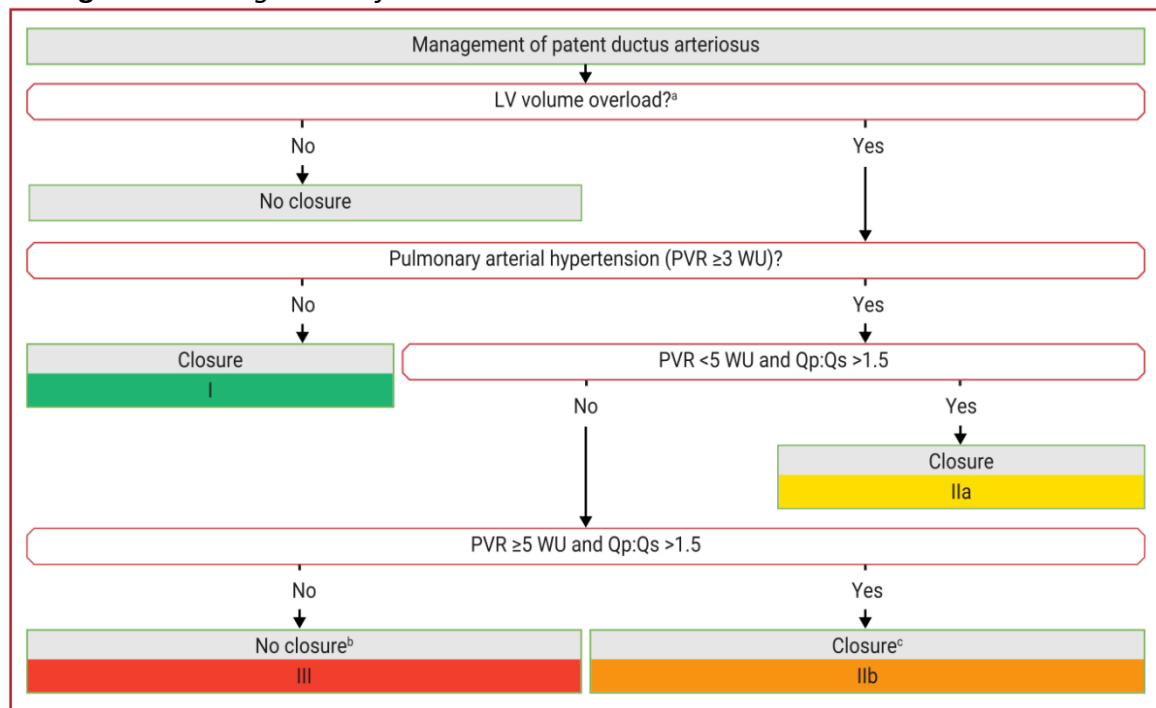 Management of patent ductus arteriosus
LV volume overload?ᵃ
No
Yes
No closure
Pulmonary arterial hypertension (PVR ≥3 WU)?
No
Yes
Closure
I
PVR <5 WU and Qp:Qs >1.5
No
Yes
Closure
IIa
PVR ≥5 WU and Qp:Qs >1.5
No
Yes
No closureᵇ
III
Closureᶜ
IIb